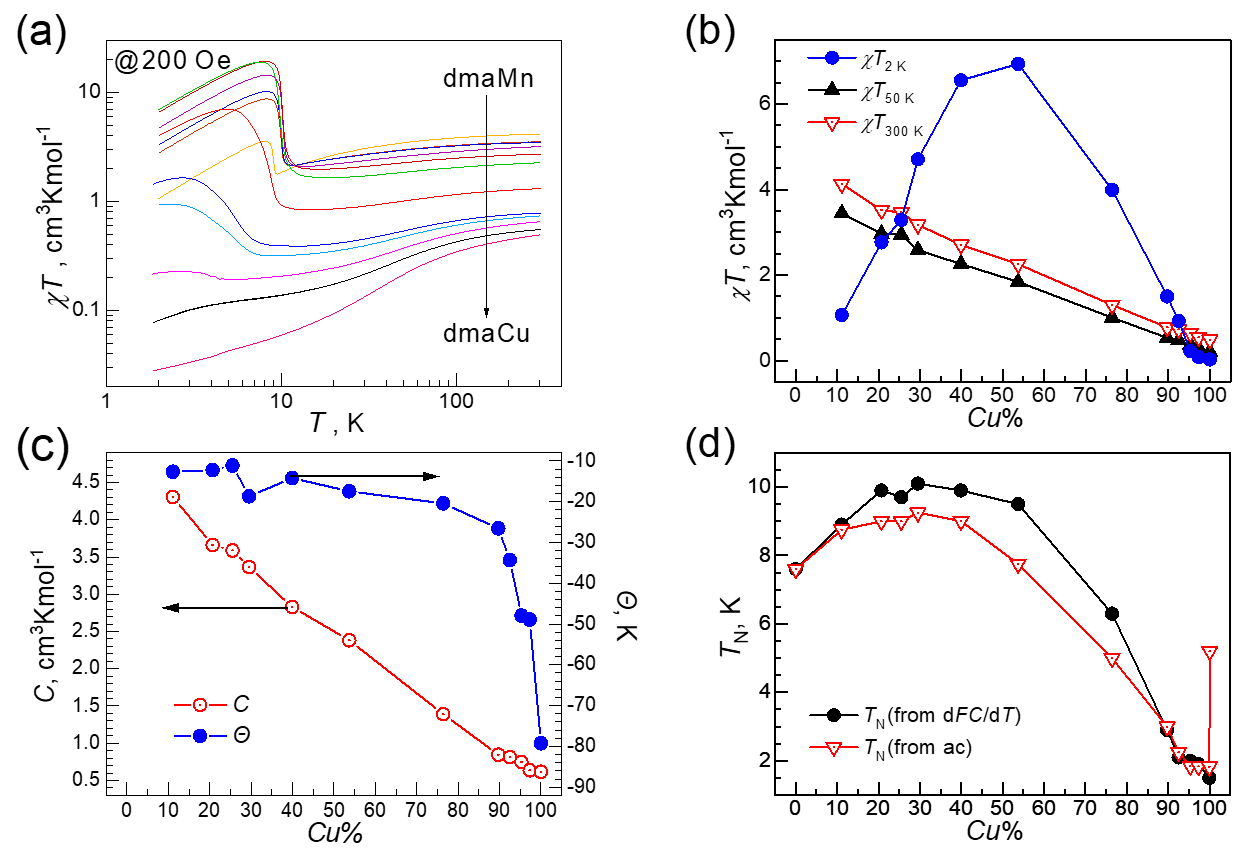 (a)
@200 Oe
dmaMn
dmaCu
10
1
0.1
χT , cm³Kmol⁻¹
1
10
100
T , K
(b)
χT₂ K
χT₅₀ K
χT₃₀₀ K
6
4
2
0
χT, cm³Kmol⁻¹
0 10 20 30 40 50 60 70 80 90 100
Cu%
(c)
4.5
4.0
3.5
3.0
2.5
2.0
1.5
1.0
0.5
C, cm³Kmol⁻¹
C
Θ
-10
-20
-30
-40
-50
-60
-70
-80
-90
Θ, K
0 10 20 30 40 50 60 70 80 90 100
Cu%
(d)
10
8
6
4
2
T_N, K
T_N(from dFC/dT)
T_N(from ac)
0 10 20 30 40 50 60 70 80 90 100
Cu%